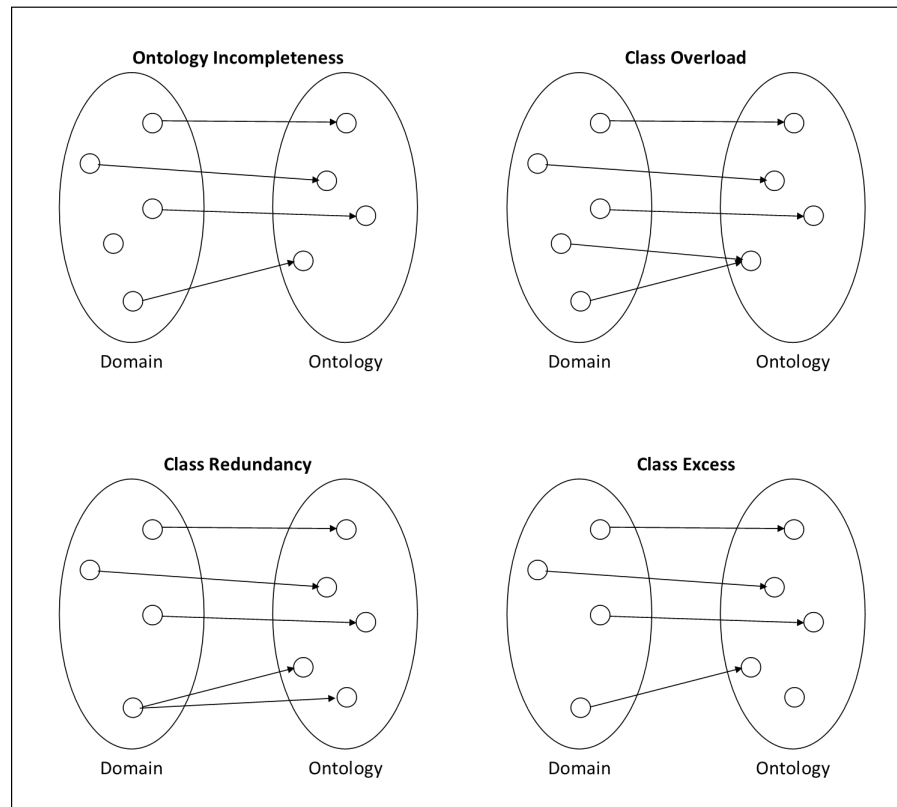 Ontology Incompleteness
Class Overload
Domain
Ontology
Domain
Ontology
Class Redundancy
Class Excess
Domain
Ontology
Domain
Ontology